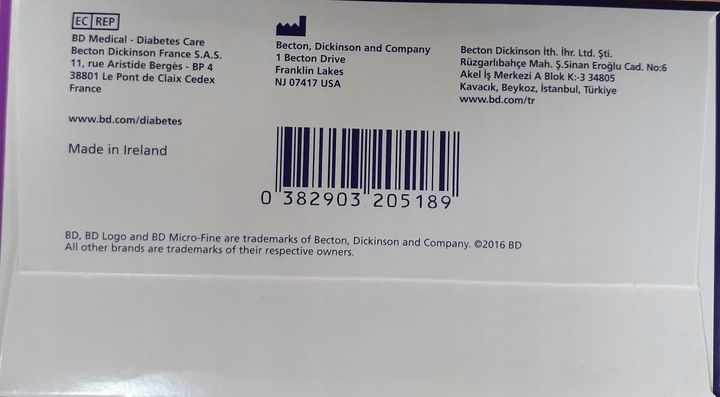 EC REP
BD Medical - Diabetes Care
Becton Dickinson France S.A.S.
11, rue Aristide Bergès - BP 4
38801 Le Pont de Claix Cedex
France
www.bd.com/diabetes
Made in Ireland
Becton, Dickinson and Company
1 Becton Drive
Franklin Lakes
NJ 07417 USA
Becton Dickinson İth. İhr. Ltd. Şti.
Rüzgarlıbahçe Mah. Ş.Sinan Eroğlu Cad. No:6
Akel İş Merkezi A Blok K:-3 34805
Kavacık, Beykoz, İstanbul, Türkiye
www.bd.com/tr
0 382903 205189
BD, BD Logo and BD Micro-Fine are trademarks of Becton, Dickinson and Company. ©2016 BD
All other brands are trademarks of their respective owners.